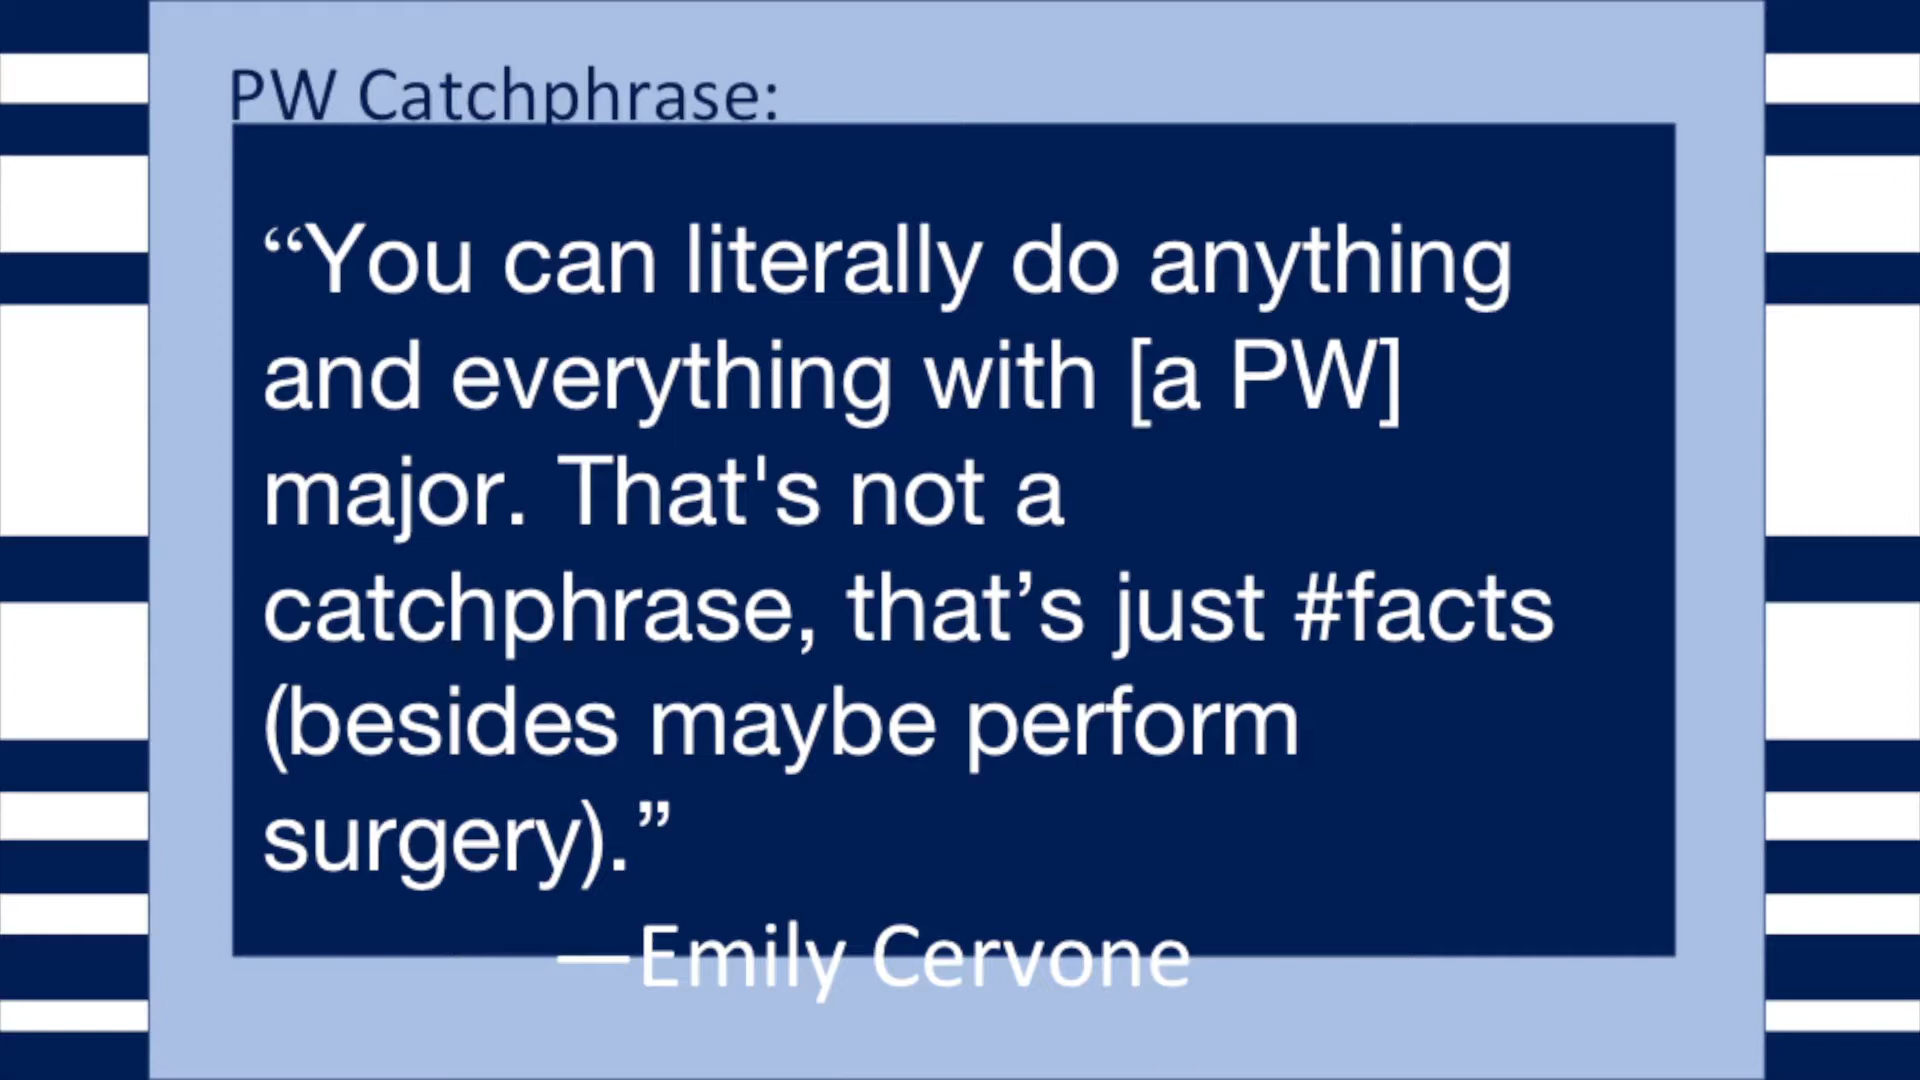 PW Catchphrase:
“You can literally do anything
and everything with [a PW]
major. That's not a
catchphrase, that’s just #facts
(besides maybe perform
surgery).”
—Emily Cervone